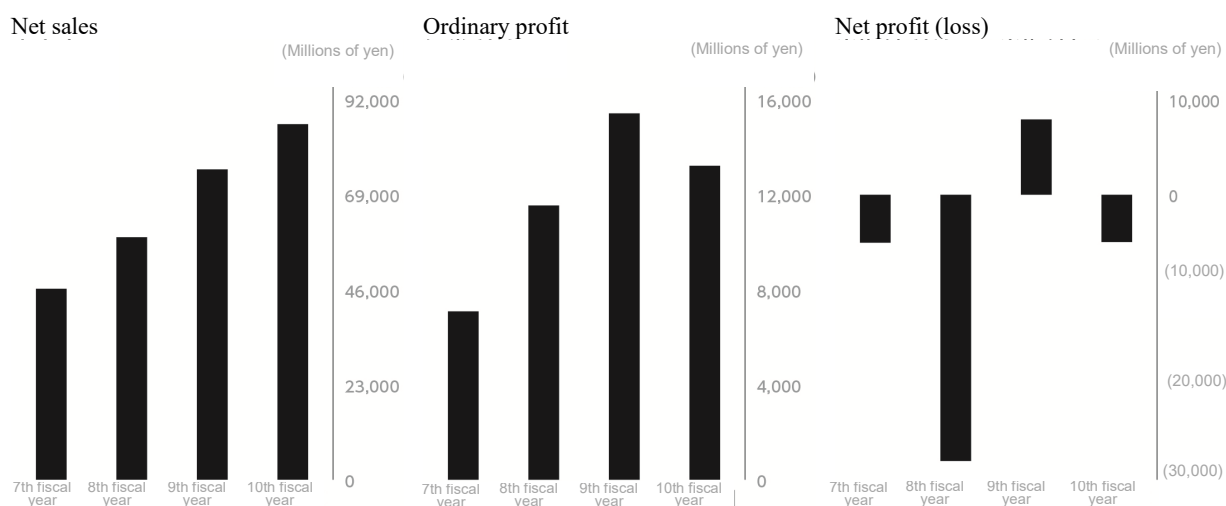 Net sales
(Millions of yen)
92,000
69,000
46,000
23,000
0
7th fiscal year
8th fiscal year
9th fiscal year
10th fiscal year
Ordinary profit
(Millions of yen)
16,000
12,000
8,000
4,000
0
7th fiscal year
8th fiscal year
9th fiscal year
10th fiscal year
Net profit (loss)
(Millions of yen)
10,000
0
(10,000)
(20,000)
(30,000)
7th fiscal year
8th fiscal year
9th fiscal year
10th fiscal year